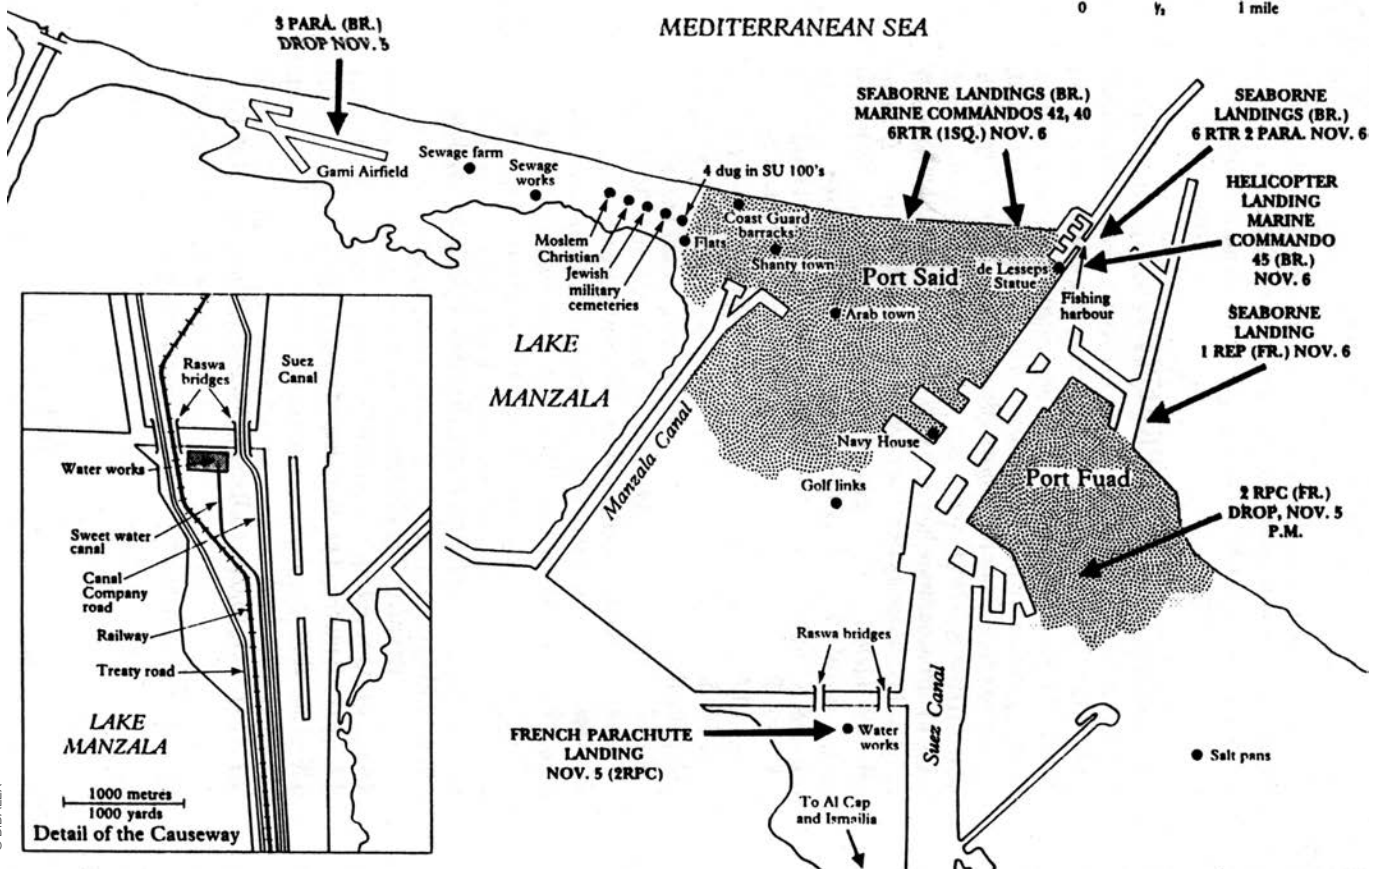 0 ½ 1 mile
MEDITERRANEAN SEA
3 PARA. (BR.)
DROP NOV. 5
SEABORNE LANDINGS (BR.)
MARINE COMMANDOS 42, 40
6RTR (1SQ.) NOV. 6
SEABORNE
LANDINGS (BR.)
6 RTR 2 PARA. NOV. 6
HELICOPTER
LANDING
MARINE
COMMANDO
45 (BR.)
NOV. 6
SEABORNE
LANDING
1 REP (FR.) NOV. 6
Gami Airfield
Sewage farm
Sewage
works
4 dug in SU 100's
Coast Guard
barracks
Flats
Shanty town
Moslem
Christian
Jewish
military
cemeteries
Port Said
de Lesseps
Statue
Fishing
harbour
Arab town
LAKE
MANZALA
Manzala Canal
Navy House
Golf links
Port Fuad
2 RPC (FR.)
DROP, NOV. 5
P.M.
Raswa bridges
Suez Canal
FRENCH PARACHUTE
LANDING
NOV. 5 (2RPC)
Water
works
Salt pans
To Al Cap
and Ismailia
Raswa
bridges
Suez
Canal
Water works
Sweet water
canal
Canal
Company
road
Railway
Treaty road
LAKE
MANZALA
1000 metres
1000 yards
Detail of the Causeway